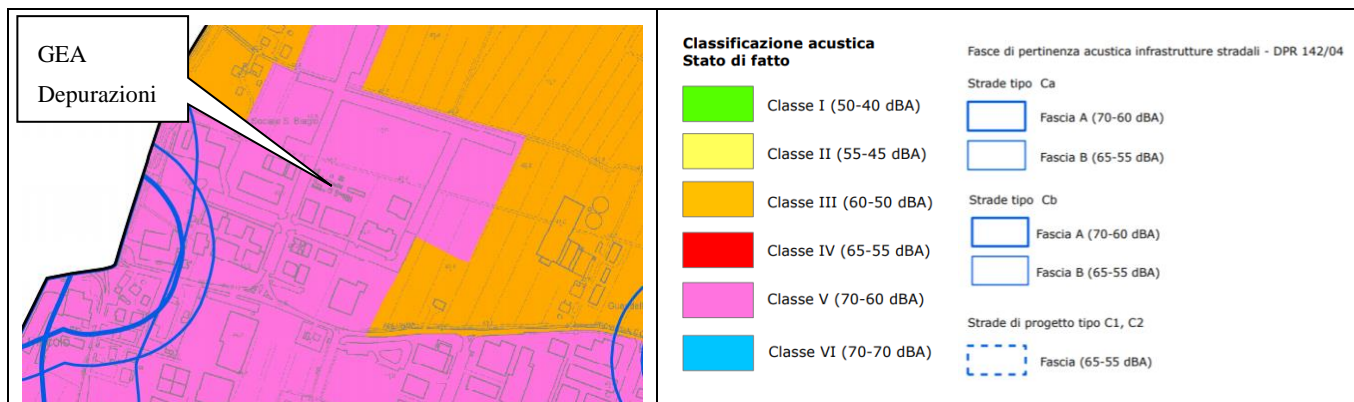 GEA
Depurazioni
Classificazione acustica
Stato di fatto
Classe I (50-40 dBA)
Classe II (55-45 dBA)
Classe III (60-50 dBA)
Classe IV (65-55 dBA)
Classe V (70-60 dBA)
Classe VI (70-70 dBA)
Fasce di pertinenza acustica infrastrutture stradali - DPR 142/04
Strade tipo Ca
Fascia A (70-60 dBA)
Fascia B (65-55 dBA)
Strade tipo Cb
Fascia A (70-60 dBA)
Fascia B (65-55 dBA)
Strade di progetto tipo C1, C2
Fascia (65-55 dBA)